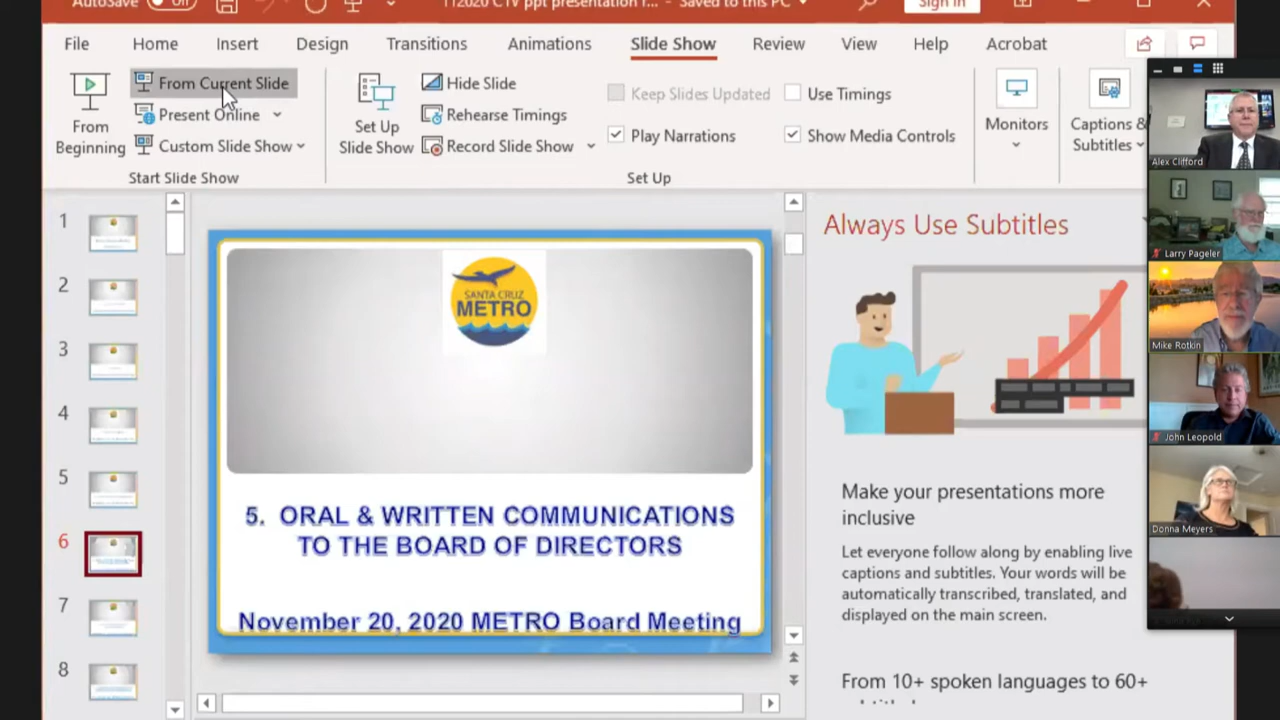 AutoSave Off
112020 CTV ppt presentation f... - Saved to this PC
Sign in
File Home Insert Design Transitions Animations Slide Show Review View Help Acrobat
From Beginning
From Current Slide
Present Online
Custom Slide Show
Start Slide Show
Set Up Slide Show
Hide Slide
Rehearse Timings
Record Slide Show
Keep Slides Updated
Play Narrations
Use Timings
Show Media Controls
Set Up
Monitors
Captions & Subtitles
1
2
3
4
5
6
7
8
SANTA CRUZ
METRO
5. ORAL & WRITTEN COMMUNICATIONS
TO THE BOARD OF DIRECTORS
November 20, 2020 METRO Board Meeting
Always Use Subtitles
Make your presentations more
inclusive
Let everyone follow along by enabling live
captions and subtitles. Your words will be
automatically transcribed, translated, and
displayed on the main screen.
From 10+ spoken languages to 60+
Alex Clifford
Larry Pageler
Mike Rotkin
John Leopold
Donna Meyers